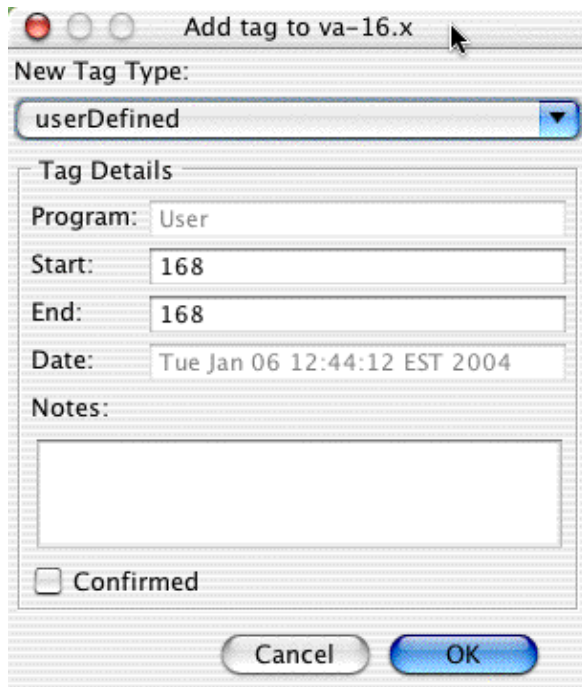 Add tag to va-16.x
New Tag Type:
userDefined
Tag Details
Program: User
Start: 168
End: 168
Date: Tue Jan 06 12:44:12 EST 2004
Notes:
Confirmed
Cancel OK